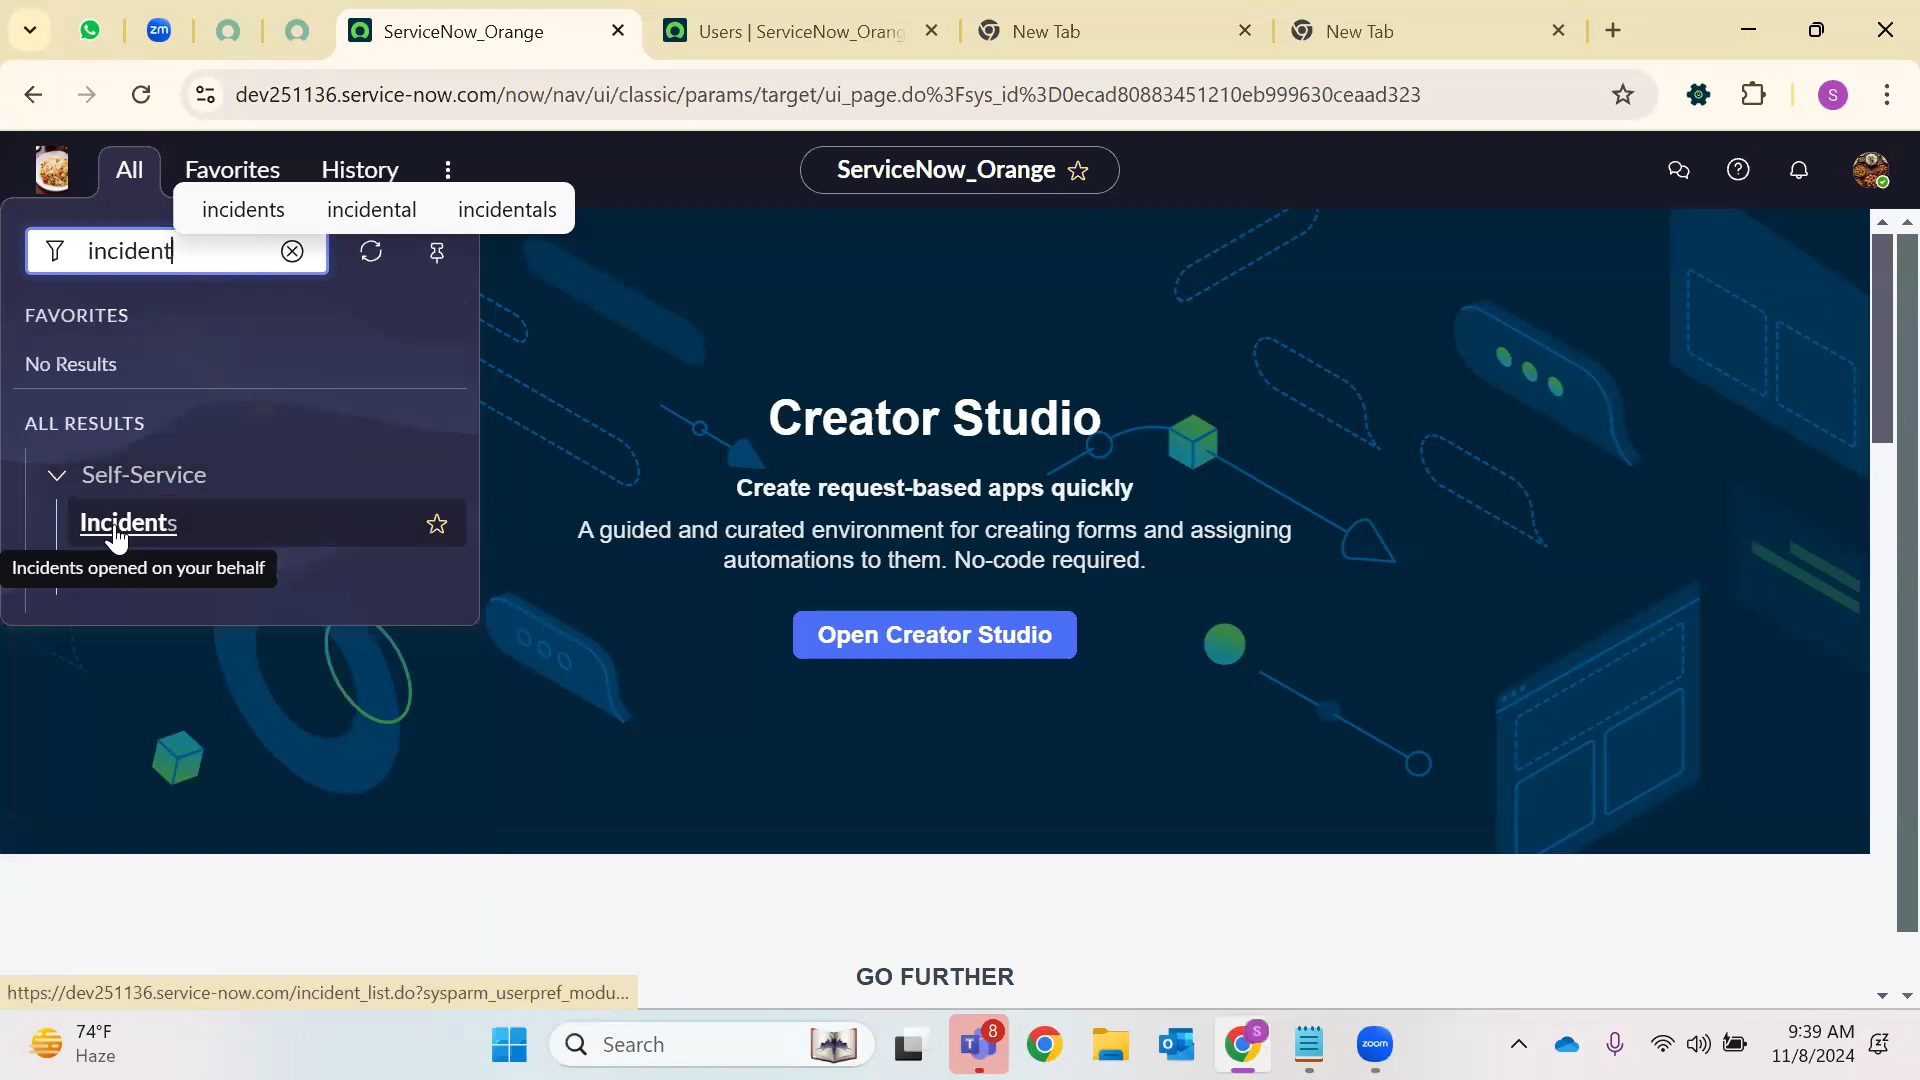 zm
ServiceNow_Orange
Users | ServiceNow_Orang
New Tab
New Tab
dev251136.service-now.com/now/nav/ui/classic/params/target/ui_page.do%3Fsys_id%3D0ecad80883451210eb999630ceaad323
S
All
Favorites
History
ServiceNow_Orange
incidents
incidental
incidentals
incident
FAVORITES
No Results
ALL RESULTS
Self-Service
Incidents
Incidents opened on your behalf
Creator Studio
Create request-based apps quickly
A guided and curated environment for creating forms and assigning
automations to them. No-code required.
Open Creator Studio
GO FURTHER
https://dev251136.service-now.com/incident_list.do?sysparm_userpref_modu...
74°F
Haze
Search
8
S
zoom
9:39 AM
11/8/2024